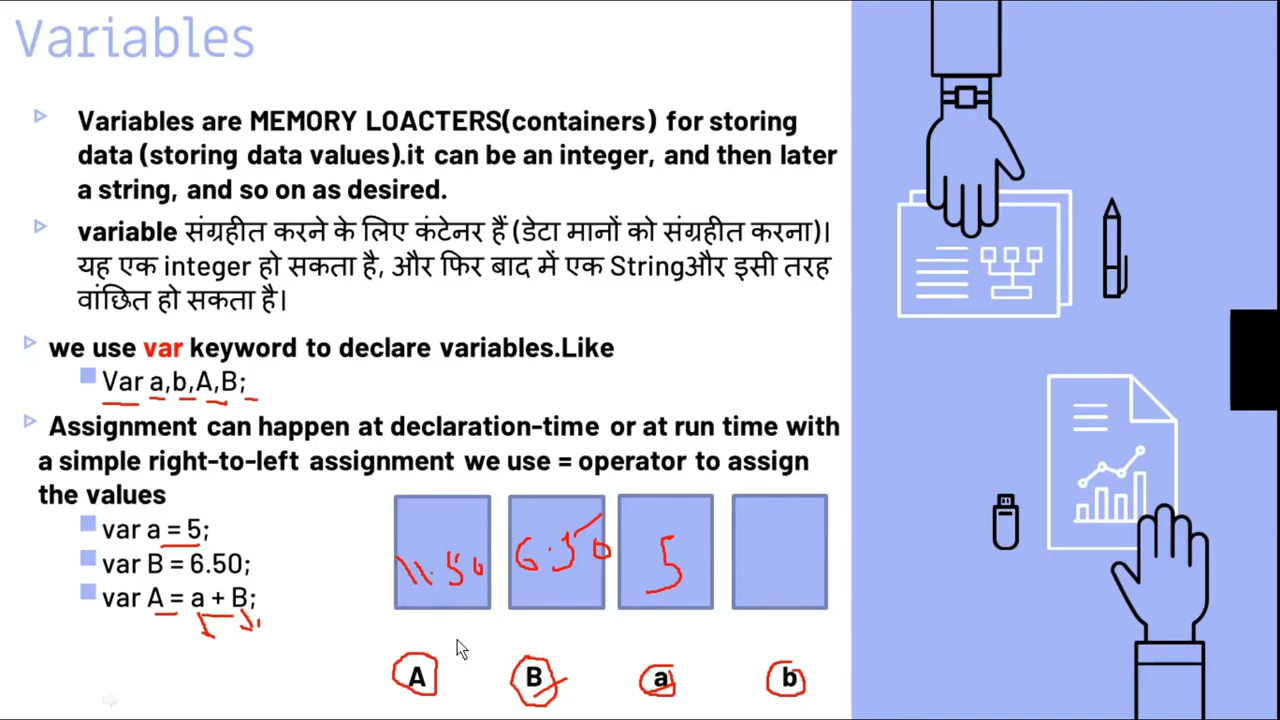 Variables
Variables are MEMORY LOACTERS(containers) for storing
data (storing data values).it can be an integer, and then later
a string, and so on as desired.
variable संग्रहीत करने के लिए कंटेनर हैं (डेटा मानों को संग्रहीत करना)।
यह एक integer हो सकता है, और फिर बाद में एक Stringऔर इसी तरह
वांछित हो सकता है।
we use var keyword to declare variables.Like
Var a,b,A,B;
Assignment can happen at declaration-time or at run time with
a simple right-to-left assignment we use = operator to assign
the values
var a = 5;
var B = 6.50;
var A = a + B;
11.50 6.50 5
A B a b